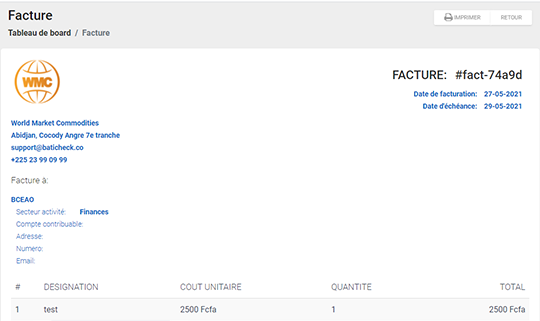 Facture
IMPRIMER RETOUR
Tableau de board / Facture
WMC
FACTURE: #fact-74a9d
Date de facturation: 27-05-2021
Date d'échéance: 29-05-2021
World Market Commodities
Abidjan, Cocody Angre 7e tranche
support@baticheck.co
+225 23 99 09 99
Facture à:
BCEAO
Secteur activité: Finances
Compte contribuable:
Adresse:
Numero:
Email:
# DESIGNATION COUT UNITAIRE QUANTITE TOTAL
1 test 2500 Fcfa 1 2500 Fcfa